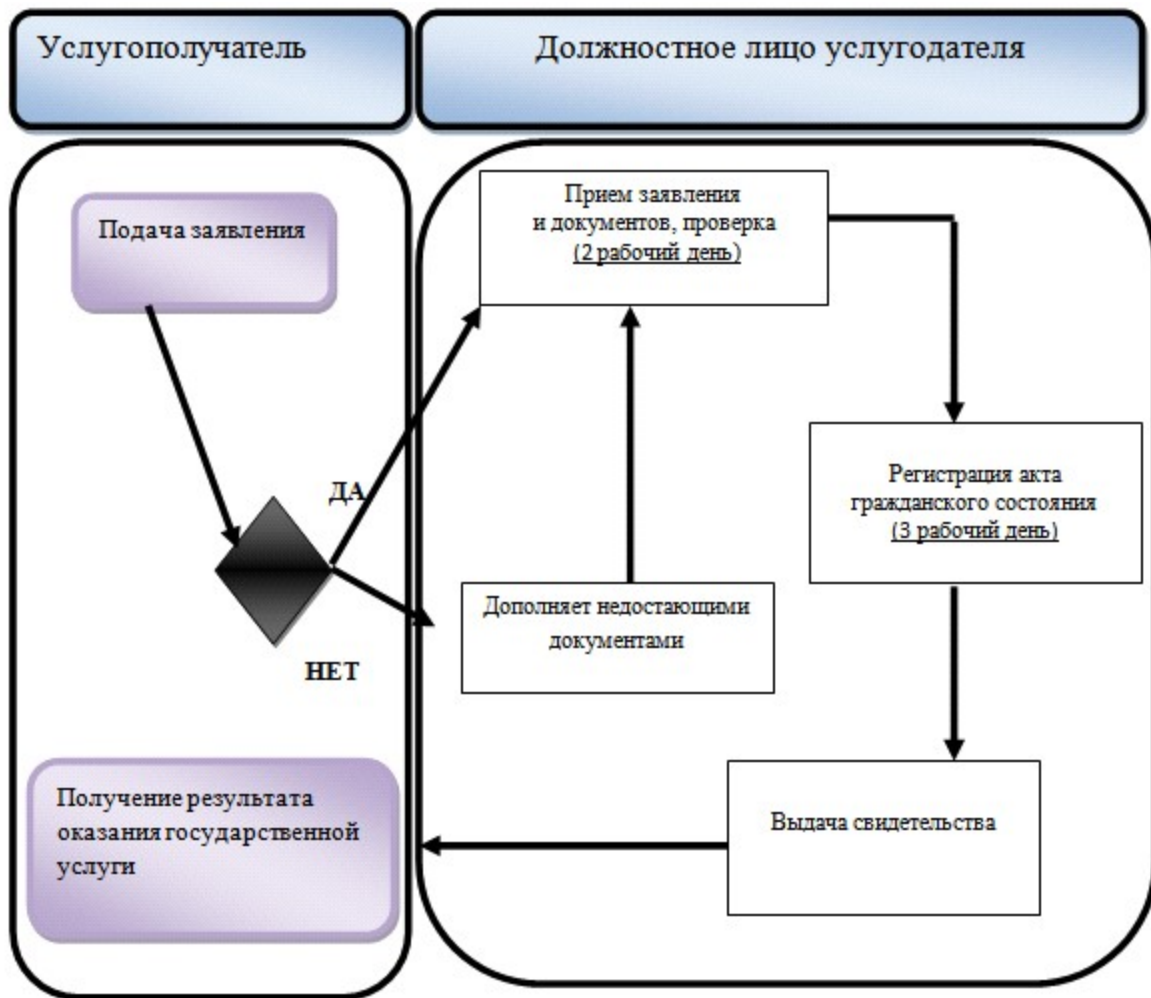 Услугополучатель
Должностное лицо услугодателя
Подача заявления
Прием заявления
и документов, проверка
(2 рабочий день)
ДА
Регистрация акта
гражданского состояния
(3 рабочий день)
Дополняет недостающими
документами
НЕТ
Получение результата
оказания государственной
услуги
Выдача свидетельства